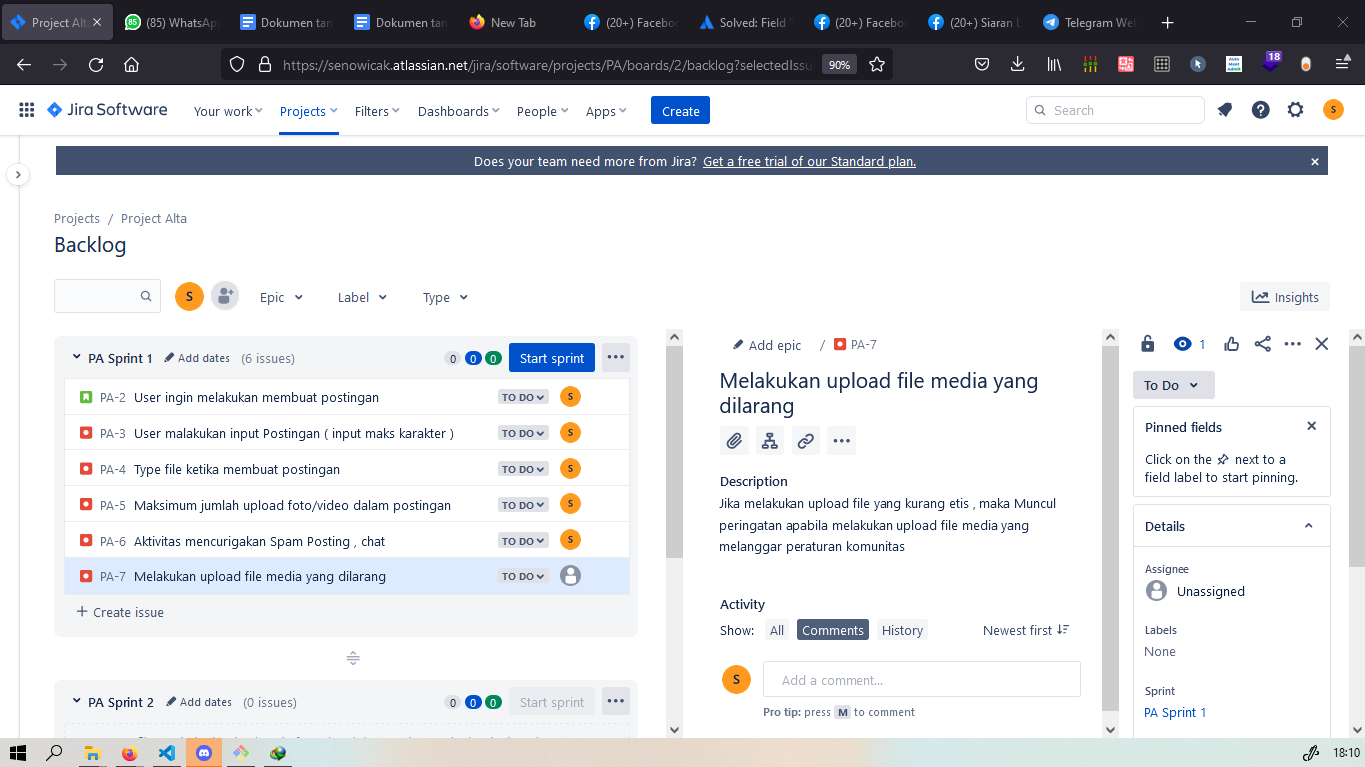 Project Alta
(85) WhatsAp
Dokumen tan
Dokumen tan
New Tab
(20+) Facebo
Solved: Field
(20+) Facebo
(20+) Siaran L
Telegram Web
https://senowicak.atlassian.net/jira/software/projects/PA/boards/2/backlog?selectedIssu
90%
18
Jira Software
Your work
Projects
Filters
Dashboards
People
Apps
Create
Search
S
Does your team need more from Jira? Get a free trial of our Standard plan.
Projects / Project Alta
Backlog
S
Epic
Label
Type
Insights
PA Sprint 1
Add dates
(6 issues)
0 0 0
Start sprint
PA-2 User ingin melakukan membuat postingan TO DO S
PA-3 User malakukan input Postingan ( input maks karakter ) TO DO S
PA-4 Type file ketika membuat postingan TO DO S
PA-5 Maksimum jumlah upload foto/video dalam postingan TO DO S
PA-6 Aktivitas mencurigakan Spam Posting , chat TO DO S
PA-7 Melakukan upload file media yang dilarang TO DO
+ Create issue
PA Sprint 2
Add dates
(0 issues)
0 0 0
Start sprint
Add epic / PA-7
Melakukan upload file media yang
dilarang
Description
Jika melakukan upload file yang kurang etis , maka Muncul
peringatan apabila melakukan upload file media yang
melanggar peraturan komunitas
Activity
Show: All Comments History
Newest first
S
Add a comment...
Pro tip: press M to comment
1
To Do
Pinned fields
Click on the next to a
field label to start pinning.
Details
Assignee
Unassigned
Labels
None
Sprint
PA Sprint 1
18:10